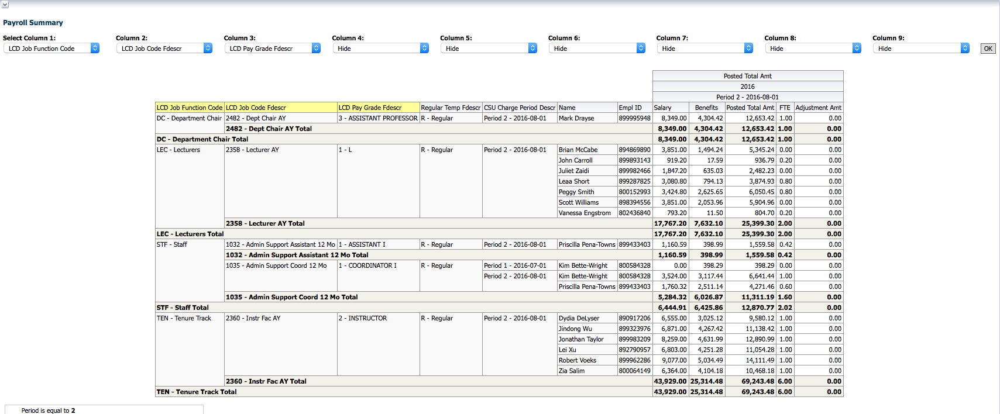 Payroll Summary
Select Column 1: Column 2: Column 3: Column 4: Column 5: Column 6: Column 7: Column 8: Column 9:
LCD Job Function Code LCD Job Code Fdescr LCD Pay Grade Fdescr Hide Hide Hide Hide Hide Hide OK
Posted Total Amt
2016
Period 2 - 2016-08-01
LCD Job Function Code LCD Job Code Fdescr LCD Pay Grade Fdescr Regular Temp Fdescr CSU Charge Period Descr Name Empl ID Salary Benefits Posted Total Amt FTE Adjustment Amt
DC - Department Chair 2482 - Dept Chair AY 3 - ASSISTANT PROFESSOR R - Regular Period 2 - 2016-08-01 Mark Drayse 899995948 8,349.00 4,304.42 12,653.42 1.00 0.00
2482 - Dept Chair AY Total 8,349.00 4,304.42 12,653.42 1.00 0.00
DC - Department Chair Total 8,349.00 4,304.42 12,653.42 1.00 0.00
LEC - Lecturers 2358 - Lecturer AY 1 - L R - Regular Period 2 - 2016-08-01 Brian McCabe 894869890 3,851.00 1,494.24 5,345.24 0.00 0.00
John Carroll 899893143 919.20 17.59 936.79 0.20 0.00
Juliet Zaidi 899982466 1,847.20 635.03 2,482.23 0.00 0.00
Leaa Short 899287825 3,080.80 794.13 3,874.93 0.80 0.00
Peggy Smith 800152993 3,424.80 2,625.65 6,050.45 0.80 0.00
Scott Williams 898394556 3,851.00 2,053.96 5,904.96 0.00 0.00
Vanessa Engstrom 802436840 793.20 11.50 804.70 0.20 0.00
2358 - Lecturer AY Total 17,767.20 7,632.10 25,399.30 2.00 0.00
LEC - Lecturers Total 17,767.20 7,632.10 25,399.30 2.00 0.00
STF - Staff 1032 - Admin Support Assistant 12 Mo 1 - ASSISTANT I R - Regular Period 2 - 2016-08-01 Priscilla Pena-Towns 899433403 1,160.59 398.99 1,559.58 0.42 0.00
1032 - Admin Support Assistant 12 Mo Total 1,160.59 398.99 1,559.58 0.42 0.00
1035 - Admin Support Coord 12 Mo 1 - COORDINATOR I R - Regular Period 1 - 2016-07-01 Kim Bette-Wright 800584328 0.00 398.29 398.29 0.00 0.00
Period 2 - 2016-08-01 Kim Bette-Wright 800584328 3,524.00 3,117.44 6,641.44 1.00 0.00
Priscilla Pena-Towns 899433403 1,760.32 2,511.14 4,271.46 0.60 0.00
1035 - Admin Support Coord 12 Mo Total 5,284.32 6,026.87 11,311.19 1.60 0.00
STF - Staff Total 6,444.91 6,425.86 12,870.77 2.02 0.00
TEN - Tenure Track 2360 - Instr Fac AY 2 - INSTRUCTOR R - Regular Period 2 - 2016-08-01 Dydia DeLyser 890917206 6,555.00 3,025.12 9,580.12 1.00 0.00
Jindong Wu 899323976 6,871.00 4,267.42 11,138.42 1.00 0.00
Jonathan Taylor 899983209 8,259.00 4,631.99 12,890.99 1.00 0.00
Lei Xu 892790957 6,803.00 4,251.28 11,054.28 1.00 0.00
Robert Voeks 899962286 9,077.00 5,034.49 14,111.49 1.00 0.00
Zia Salim 800064149 6,364.00 4,104.18 10,468.18 1.00 0.00
2360 - Instr Fac AY Total 43,929.00 25,314.48 69,243.48 6.00 0.00
TEN - Tenure Track Total 43,929.00 25,314.48 69,243.48 6.00 0.00
Period is equal to 2